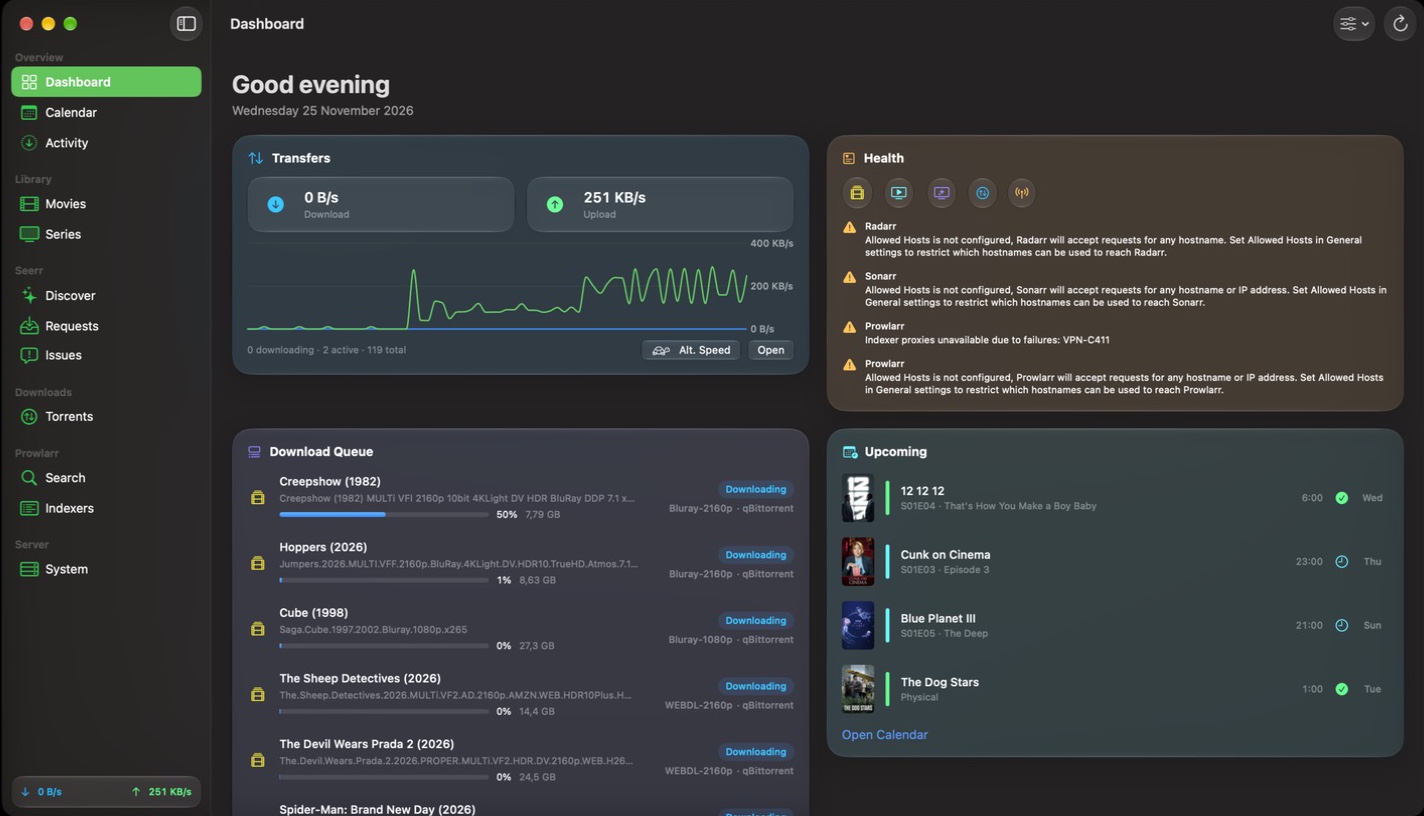 Dashboard
Overview
Dashboard
Calendar
Activity
Library
Movies
Series
Seerr
Discover
Requests
Issues
Downloads
Torrents
Prowlarr
Search
Indexers
Server
System
0 B/s
251 KB/s
Good evening
Wednesday 25 November 2026
Transfers
0 B/s
Download
251 KB/s
Upload
400 KB/s
200 KB/s
0 B/s
0 downloading · 2 active · 119 total
Alt. Speed
Open
Health
Radarr
Allowed Hosts is not configured, Radarr will accept requests for any hostname. Set Allowed Hosts in General
settings to restrict which hostnames can be used to reach Radarr.
Sonarr
Allowed Hosts is not configured, Sonarr will accept requests for any hostname or IP address. Set Allowed Hosts in
General settings to restrict which hostnames can be used to reach Sonarr.
Prowlarr
Indexer proxies unavailable due to failures: VPN-C411
Prowlarr
Allowed Hosts is not configured, Prowlarr will accept requests for any hostname or IP address. Set Allowed Hosts
in General settings to restrict which hostnames can be used to reach Prowlarr.
Download Queue
Creepshow (1982)
Creepshow (1982) MULTi VFI 2160p 10bit 4KLight DV HDR BluRay DDP 7.1 x...
50% 7,79 GB
Downloading
Bluray-2160p · qBittorrent
Hoppers (2026)
Jumpers.2026.MULTI.VFF.2160p.BluRay.4KLight.DV.HDR10.TrueHD.Atmos.7.1...
1% 8,63 GB
Downloading
Bluray-2160p · qBittorrent
Cube (1998)
Saga.Cube.1997.2002.Bluray.1080p.x265
0% 27,3 GB
Downloading
Bluray-1080p · qBittorrent
The Sheep Detectives (2026)
The.Sheep.Detectives.2026.MULTi.VF2.AD.2160p.AMZN.WEB.HDR10Plus.H...
0% 14,4 GB
Downloading
WEBDL-2160p · qBittorrent
The Devil Wears Prada 2 (2026)
The.Devil.Wears.Prada.2.2026.PROPER.MULTi.VF2.HDR.DV.2160p.WEB.H26...
0% 24,5 GB
Downloading
WEBDL-2160p · qBittorrent
Spider-Man: Brand New Day (2026)
Downloading
Upcoming
12 12 12
S01E04 · That's How You Make a Boy Baby
6:00
Wed
Cunk on Cinema
S01E03 · Episode 3
23:00
Thu
Blue Planet III
S01E05 · The Deep
21:00
Sun
The Dog Stars
Physical
1:00
Tue
Open Calendar